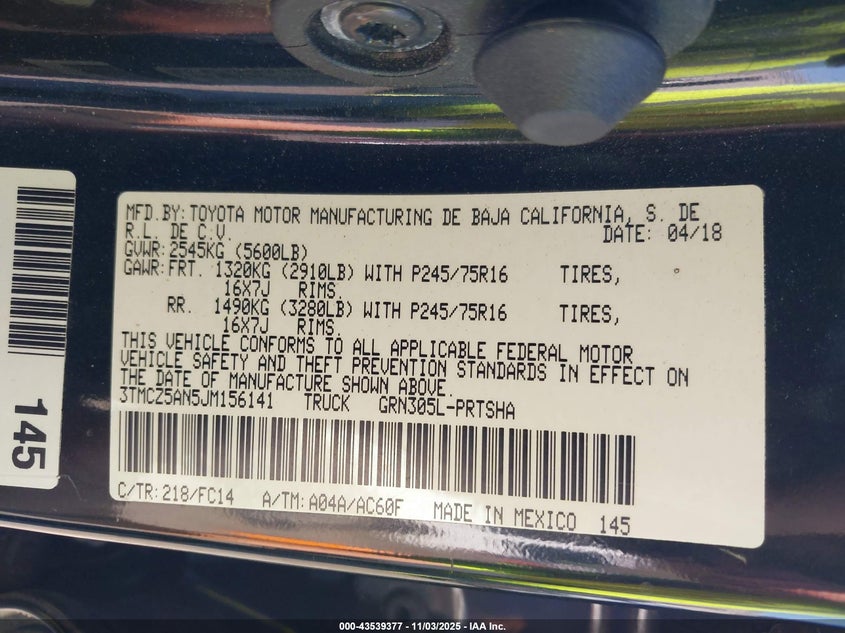 MFD.BY:TOYOTA MOTOR MANUFACTURING DE BAJA CALIFORNIA, S. DE
R.L. DE C.V. DATE: 04/18
GVWR:2545KG (5600LB)
GAWR:FRT. 1320KG (2910LB) WITH P245/75R16 TIRES,
16X7J RIMS.
RR. 1490KG (3280LB) WITH P245/75R16 TIRES,
16X7J RIMS.
THIS VEHICLE CONFORMS TO ALL APPLICABLE FEDERAL MOTOR
VEHICLE SAFETY AND THEFT PREVENTION STANDARDS IN EFFECT ON
THE DATE OF MANUFACTURE SHOWN ABOVE.
3TMCZ5AN5JM156141 TRUCK GRN305L-PRTSHA
C/TR:218/FC14 A/TM:A04A/AC60F MADE IN MEXICO 145
145
000-43539377 - 11/03/2025 - IAA Inc.